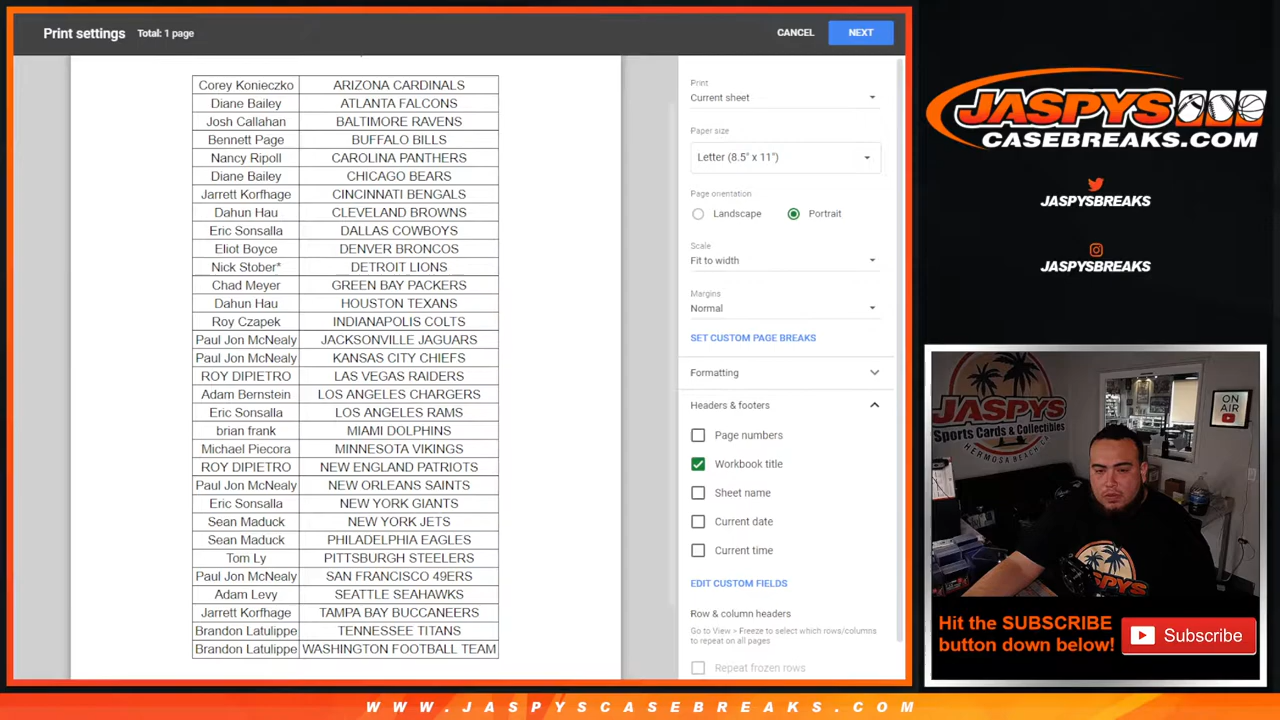 Print settings Total: 1 page CANCEL NEXT
Corey Konieczko ARIZONA CARDINALS
Diane Bailey ATLANTA FALCONS
Josh Callahan BALTIMORE RAVENS
Bennett Page BUFFALO BILLS
Nancy Ripoll CAROLINA PANTHERS
Diane Bailey CHICAGO BEARS
Jarrett Korfhage CINCINNATI BENGALS
Dahun Hau CLEVELAND BROWNS
Eric Sonsalla DALLAS COWBOYS
Eliot Boyce DENVER BRONCOS
Nick Stober* DETROIT LIONS
Chad Meyer GREEN BAY PACKERS
Dahun Hau HOUSTON TEXANS
Roy Czapek INDIANAPOLIS COLTS
Paul Jon McNealy JACKSONVILLE JAGUARS
Paul Jon McNealy KANSAS CITY CHIEFS
ROY DIPIETRO LAS VEGAS RAIDERS
Adam Bernstein LOS ANGELES CHARGERS
Eric Sonsalla LOS ANGELES RAMS
brian frank MIAMI DOLPHINS
Michael Piecora MINNESOTA VIKINGS
ROY DIPIETRO NEW ENGLAND PATRIOTS
Paul Jon McNealy NEW ORLEANS SAINTS
Eric Sonsalla NEW YORK GIANTS
Sean Maduck NEW YORK JETS
Sean Maduck PHILADELPHIA EAGLES
Tom Ly PITTSBURGH STEELERS
Paul Jon McNealy SAN FRANCISCO 49ERS
Adam Levy SEATTLE SEAHAWKS
Jarrett Korfhage TAMPA BAY BUCCANEERS
Brandon Latulippe TENNESSEE TITANS
Brandon Latulippe WASHINGTON FOOTBALL TEAM
Print
Current sheet
Paper size
Letter (8.5" x 11")
Page orientation
Landscape Portrait
Scale
Fit to width
Margins
Normal
SET CUSTOM PAGE BREAKS
Formatting
Headers & footers
Page numbers
Workbook title
Sheet name
Current date
Current time
EDIT CUSTOM FIELDS
Row & column headers
Go to View > Freeze to select which rows/columns
to repeat on all pages
Repeat frozen rows
JASPYS
CASEBREAKS.COM
JASPYSBREAKS
JASPYSBREAKS
JASPYS
Sports Cards & Collectibles
HERMOSA BEACH CA
ON
AIR
Hit the SUBSCRIBE
button down below!
Subscribe
WWW.JASPYSCASEBREAKS.COM